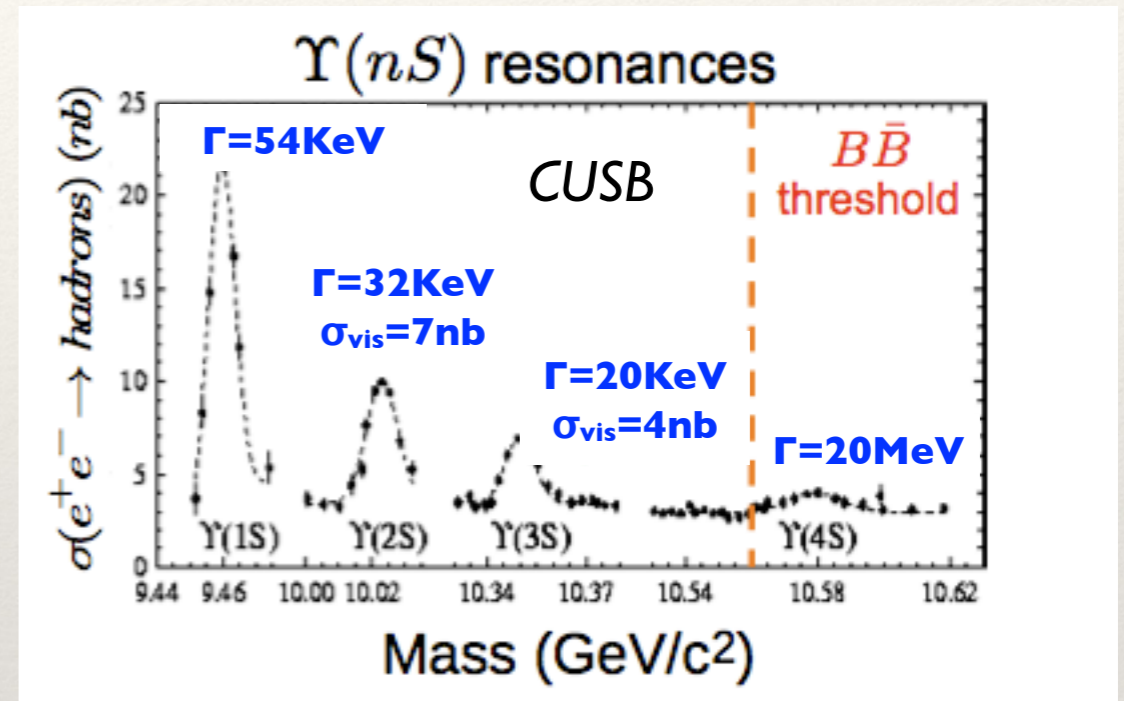 ϒ(nS) resonances
σ(e⁺e⁻ → hadrons) (nb)
25
20
15
10
5
0
Γ=54KeV
CUSB
BB̄
threshold
Γ=32KeV
σvis=7nb
Γ=20KeV
σvis=4nb
Γ=20MeV
ϒ(1S) ϒ(2S) ϒ(3S) ϒ(4S)
9.44 9.46 10.00 10.02 10.34 10.37 10.54 10.58 10.62
Mass (GeV/c²)